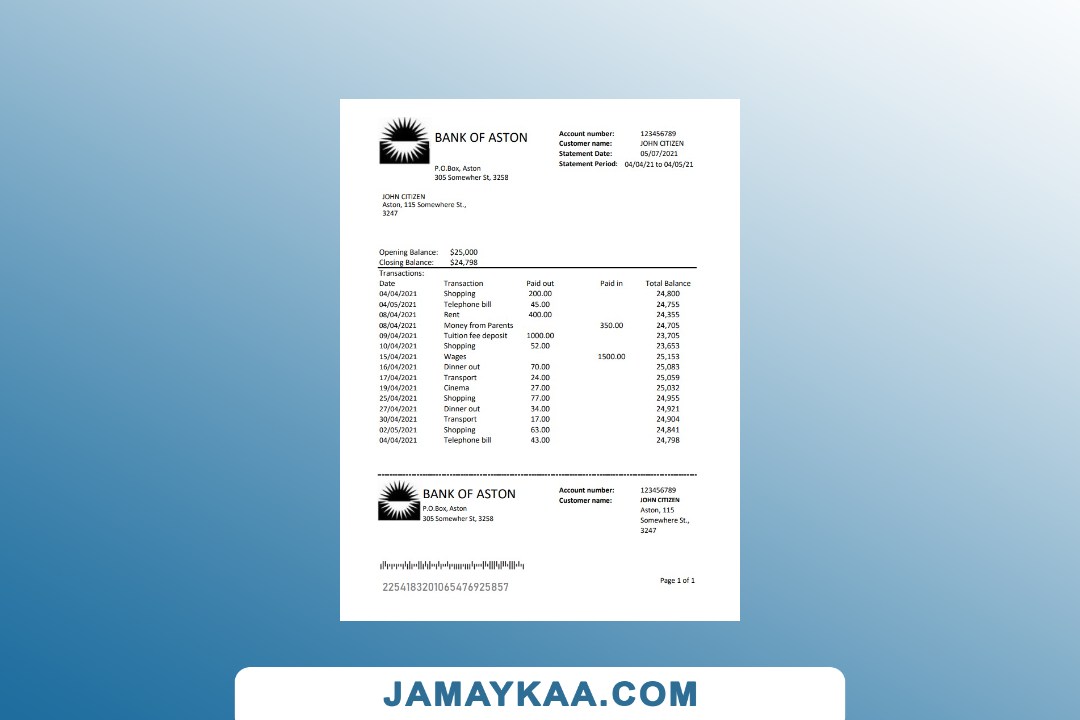 BANK OF ASTON
P.O.Box, Aston
305 Somewher St, 3258
Account number: 123456789
Customer name: JOHN CITIZEN
Statement Date: 05/07/2021
Statement Period: 04/04/21 to 04/05/21
JOHN CITIZEN
Aston, 115 Somewhere St.,
3247
Opening Balance: $25,000
Closing Balance: $24,798
Transactions:
Date Transaction Paid out Paid in Total Balance
04/04/2021 Shopping 200.00 24,800
04/05/2021 Telephone bill 45.00 24,755
08/04/2021 Rent 400.00 24,355
08/04/2021 Money from Parents 350.00 24,705
09/04/2021 Tuition fee deposit 1000.00 23,705
10/04/2021 Shopping 52.00 23,653
15/04/2021 Wages 1500.00 25,153
16/04/2021 Dinner out 70.00 25,083
17/04/2021 Transport 24.00 25,059
19/04/2021 Cinema 27.00 25,032
25/04/2021 Shopping 77.00 24,955
27/04/2021 Dinner out 34.00 24,921
30/04/2021 Transport 17.00 24,904
02/05/2021 Shopping 63.00 24,841
04/04/2021 Telephone bill 43.00 24,798
BANK OF ASTON
P.O.Box, Aston
305 Somewher St, 3258
Account number: 123456789
Customer name: JOHN CITIZEN
Aston, 115
Somewhere St.,
3247
2254183201065476925857
Page 1 of 1
JAMAYKAA.COM